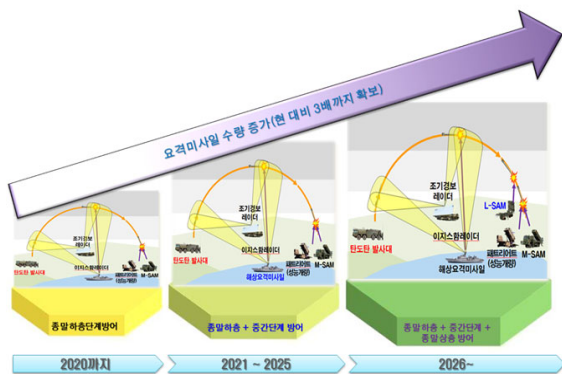 요격미사일 수량 증가(현 대비 3배까지 확보)
조기경보
레이더
이지스함레이더
탄도탄 발사대
패트리어트
(성능개량)
M-SAM
종말하층단계방어
2020까지
조기경보
레이더
이지스함레이더
탄도탄 발사대
해상요격미사일
패트리어트
(성능개량)
M-SAM
종말하층 + 중간단계 방어
2021 ~ 2025
조기경보
레이더
L-SAM
이지스함레이더
탄도탄 발사대
해상요격미사일
패트리어트
(성능개량)
M-SAM
종말하층 + 중간단계 +
종말상층 방어
2026~